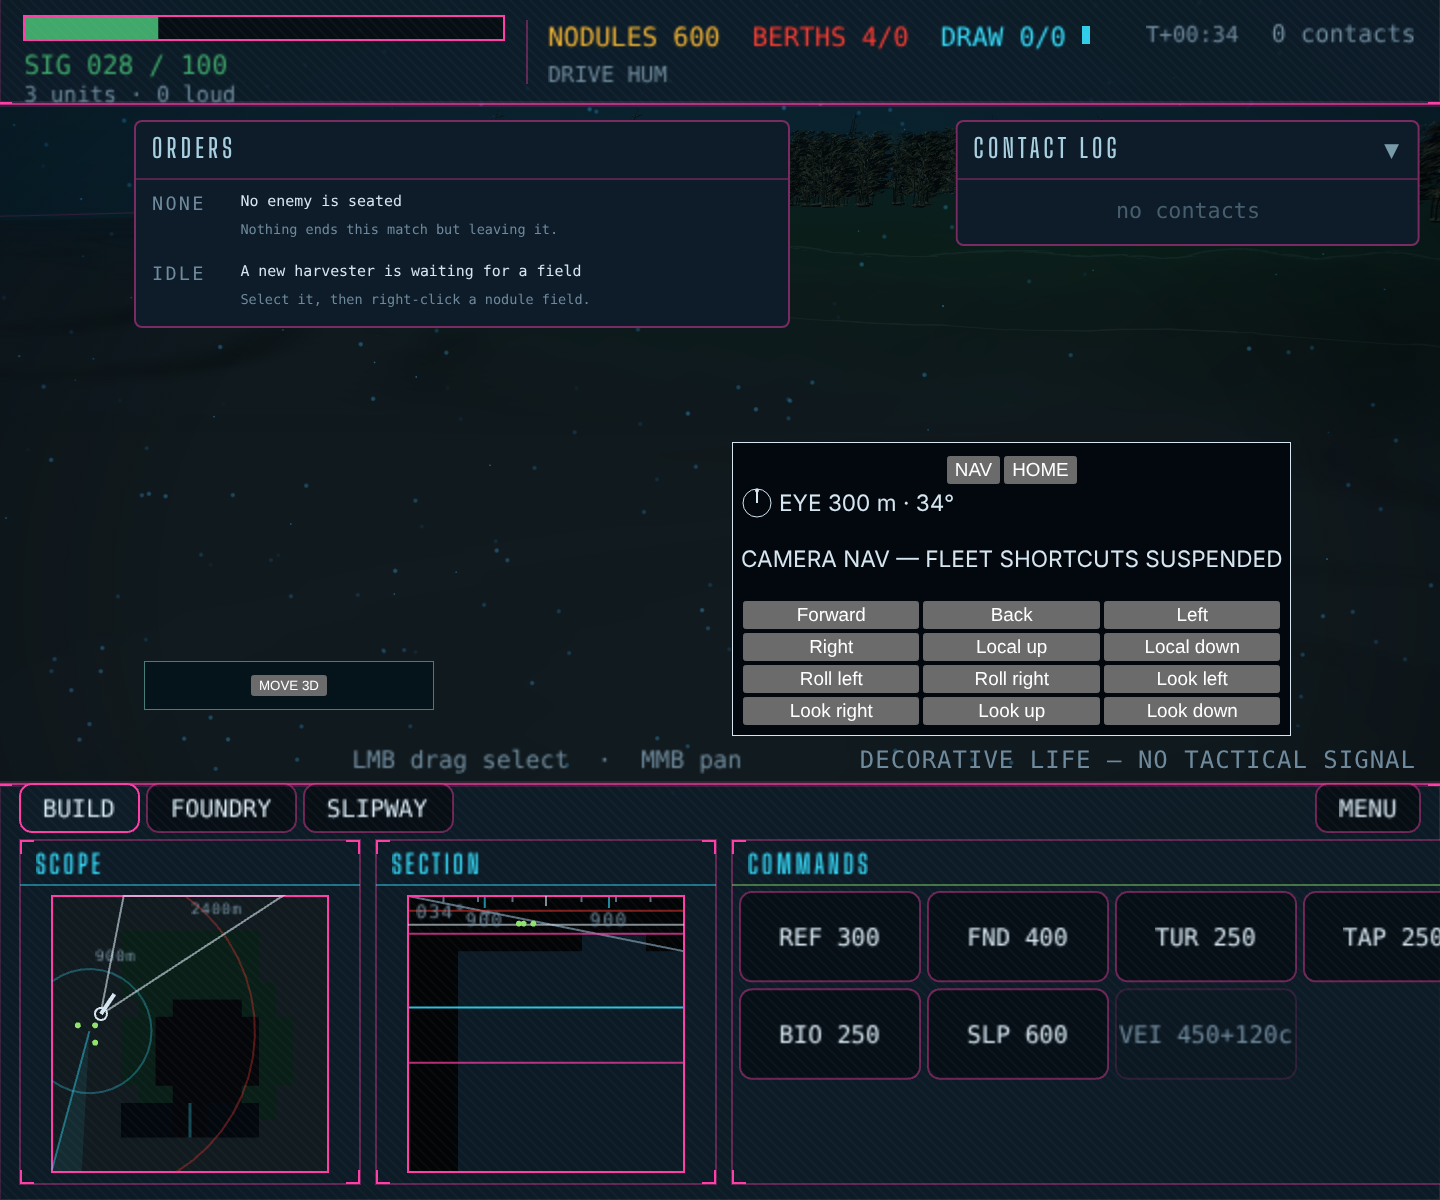 SIG 028 / 100
3 units · 0 loud
NODULES 600 BERTHS 4/0 DRAW 0/0
DRIVE HUM
T+00:34 0 contacts
ORDERS
NONE No enemy is seated
Nothing ends this match but leaving it.
IDLE A new harvester is waiting for a field
Select it, then right-click a nodule field.
CONTACT LOG ▼
no contacts
NAV HOME
EYE 300 m · 34°
CAMERA NAV — FLEET SHORTCUTS SUSPENDED
Forward Back Left
Right Local up Local down
Roll left Roll right Look left
Look right Look up Look down
MOVE 3D
LMB drag select · MMB pan
DECORATIVE LIFE — NO TACTICAL SIGNAL
BUILD FOUNDRY SLIPWAY MENU
SCOPE
2400m
900m
SECTION
034°
900 900
COMMANDS
REF 300 FND 400 TUR 250 TAP 250
BIO 250 SLP 600 VEI 450+120c